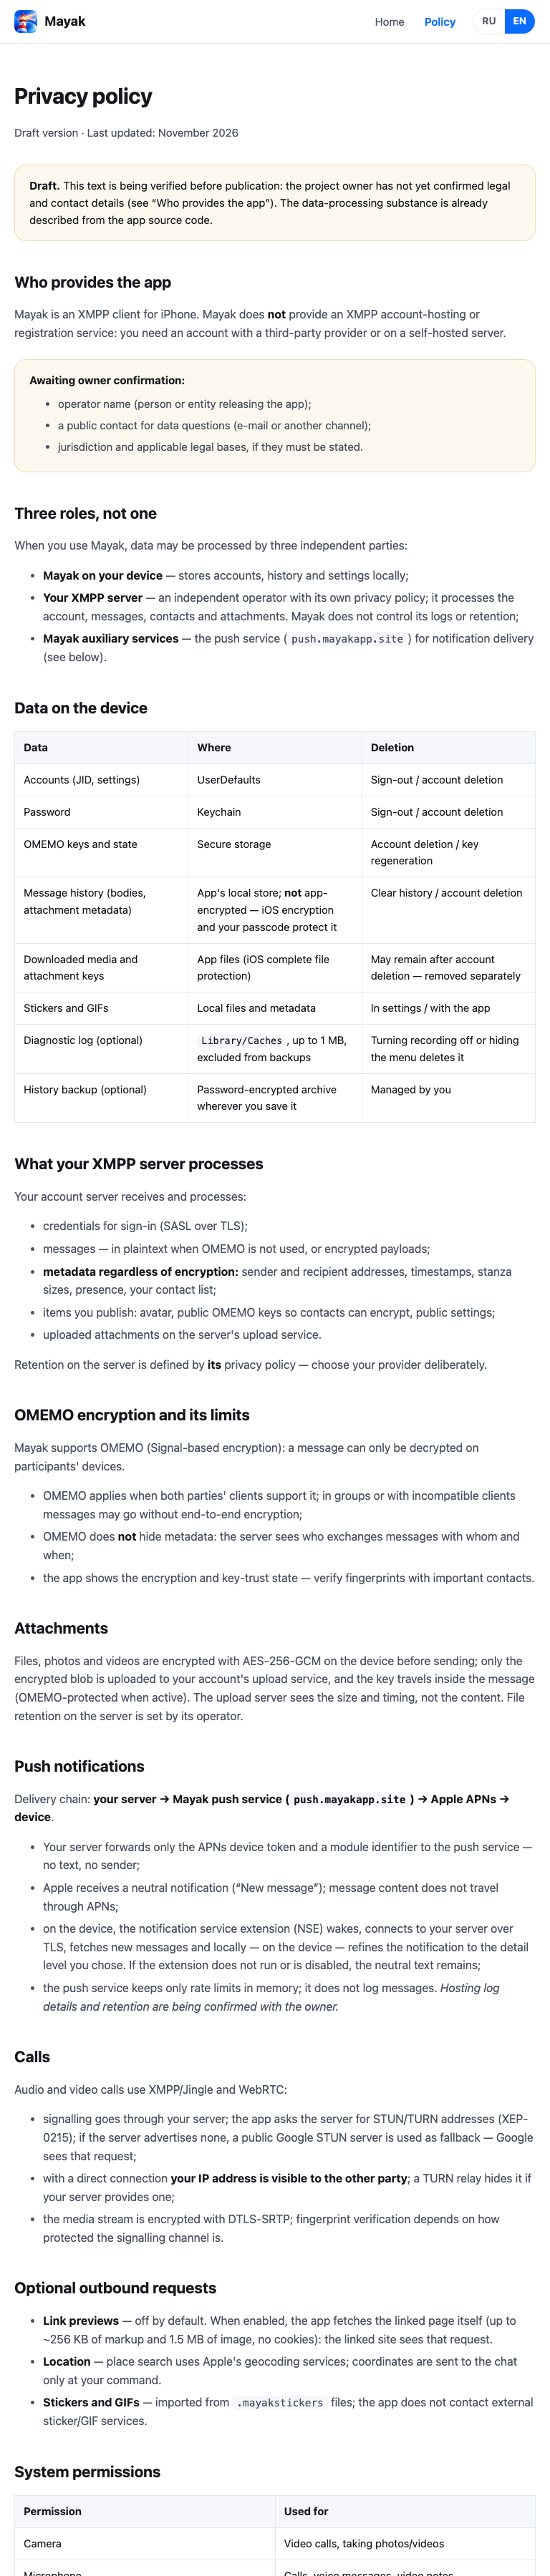 Mayak
Home Policy RU EN
Privacy policy
Draft version · Last updated: November 2026
Draft. This text is being verified before publication: the project owner has not yet confirmed legal
and contact details (see “Who provides the app”). The data-processing substance is already
described from the app source code.
Who provides the app
Mayak is an XMPP client for iPhone. Mayak does not provide an XMPP account-hosting or
registration service: you need an account with a third-party provider or on a self-hosted server.
Awaiting owner confirmation:
• operator name (person or entity releasing the app);
• a public contact for data questions (e-mail or another channel);
• jurisdiction and applicable legal bases, if they must be stated.
Three roles, not one
When you use Mayak, data may be processed by three independent parties:
• Mayak on your device — stores accounts, history and settings locally;
• Your XMPP server — an independent operator with its own privacy policy; it processes the
account, messages, contacts and attachments. Mayak does not control its logs or retention;
• Mayak auxiliary services — the push service ( push.mayakapp.site ) for notification delivery
(see below).
Data on the device
Data Where Deletion
Accounts (JID, settings) UserDefaults Sign-out / account deletion
Password Keychain Sign-out / account deletion
OMEMO keys and state Secure storage Account deletion / key
regeneration
Message history (bodies, App's local store; not app- Clear history / account deletion
attachment metadata) encrypted — iOS encryption
and your passcode protect it
Downloaded media and App files (iOS complete file May remain after account
attachment keys protection) deletion — removed separately
Stickers and GIFs Local files and metadata In settings / with the app
Diagnostic log (optional) Library/Caches , up to 1 MB, Turning recording off or hiding
excluded from backups the menu deletes it
History backup (optional) Password-encrypted archive Managed by you
wherever you save it
What your XMPP server processes
Your account server receives and processes:
• credentials for sign-in (SASL over TLS);
• messages — in plaintext when OMEMO is not used, or encrypted payloads;
• metadata regardless of encryption: sender and recipient addresses, timestamps, stanza
sizes, presence, your contact list;
• items you publish: avatar, public OMEMO keys so contacts can encrypt, public settings;
• uploaded attachments on the server's upload service.
Retention on the server is defined by its privacy policy — choose your provider deliberately.
OMEMO encryption and its limits
Mayak supports OMEMO (Signal-based encryption): a message can only be decrypted on
participants' devices.
• OMEMO applies when both parties' clients support it; in groups or with incompatible clients
messages may go without end-to-end encryption;
• OMEMO does not hide metadata: the server sees who exchanges messages with whom and
when;
• the app shows the encryption and key-trust state — verify fingerprints with important contacts.
Attachments
Files, photos and videos are encrypted with AES-256-GCM on the device before sending; only the
encrypted blob is uploaded to your account's upload service, and the key travels inside the message
(OMEMO-protected when active). The upload server sees the size and timing, not the content. File
retention on the server is set by its operator.
Push notifications
Delivery chain: your server → Mayak push service ( push.mayakapp.site ) → Apple APNs →
device.
• Your server forwards only the APNs device token and a module identifier to the push service —
no text, no sender;
• Apple receives a neutral notification (“New message”); message content does not travel
through APNs;
• on the device, the notification service extension (NSE) wakes, connects to your server over
TLS, fetches new messages and locally — on the device — refines the notification to the detail
level you chose. If the extension does not run or is disabled, the neutral text remains;
• the push service keeps only rate limits in memory; it does not log messages. Hosting log
details and retention are being confirmed with the owner.
Calls
Audio and video calls use XMPP/Jingle and WebRTC:
• signalling goes through your server; the app asks the server for STUN/TURN addresses (XEP-
0215); if the server advertises none, a public Google STUN server is used as fallback — Google
sees that request;
• with a direct connection your IP address is visible to the other party; a TURN relay hides it if
your server provides one;
• the media stream is encrypted with DTLS-SRTP; fingerprint verification depends on how
protected the signalling channel is.
Optional outbound requests
• Link previews — off by default. When enabled, the app fetches the linked page itself (up to
~256 KB of markup and 1.5 MB of image, no cookies): the linked site sees that request.
• Location — place search uses Apple's geocoding services; coordinates are sent to the chat
only at your command.
• Stickers and GIFs — imported from .mayakstickers files; the app does not contact external
sticker/GIF services.
System permissions
Permission Used for
Camera Video calls, taking photos/videos
Microphone Calls, voice messages, video notes